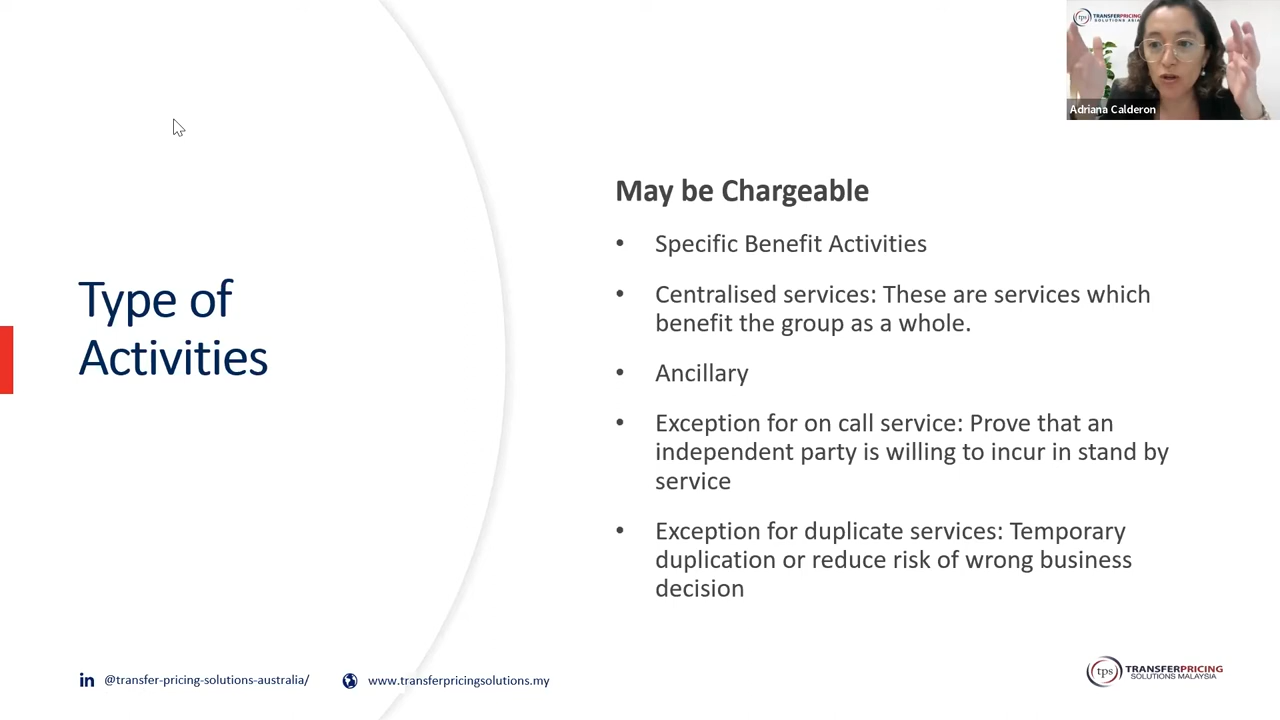 tps TRANSFERPRICING
SOLUTIONS ASIA
Adriana Calderon
Type of
Activities
May be Chargeable
• Specific Benefit Activities
• Centralised services: These are services which
benefit the group as a whole.
• Ancillary
• Exception for on call service: Prove that an
independent party is willing to incur in stand by
service
• Exception for duplicate services: Temporary
duplication or reduce risk of wrong business
decision
in @transfer-pricing-solutions-australia/
www.transferpricingsolutions.my
tps TRANSFERPRICING
SOLUTIONS MALAYSIA